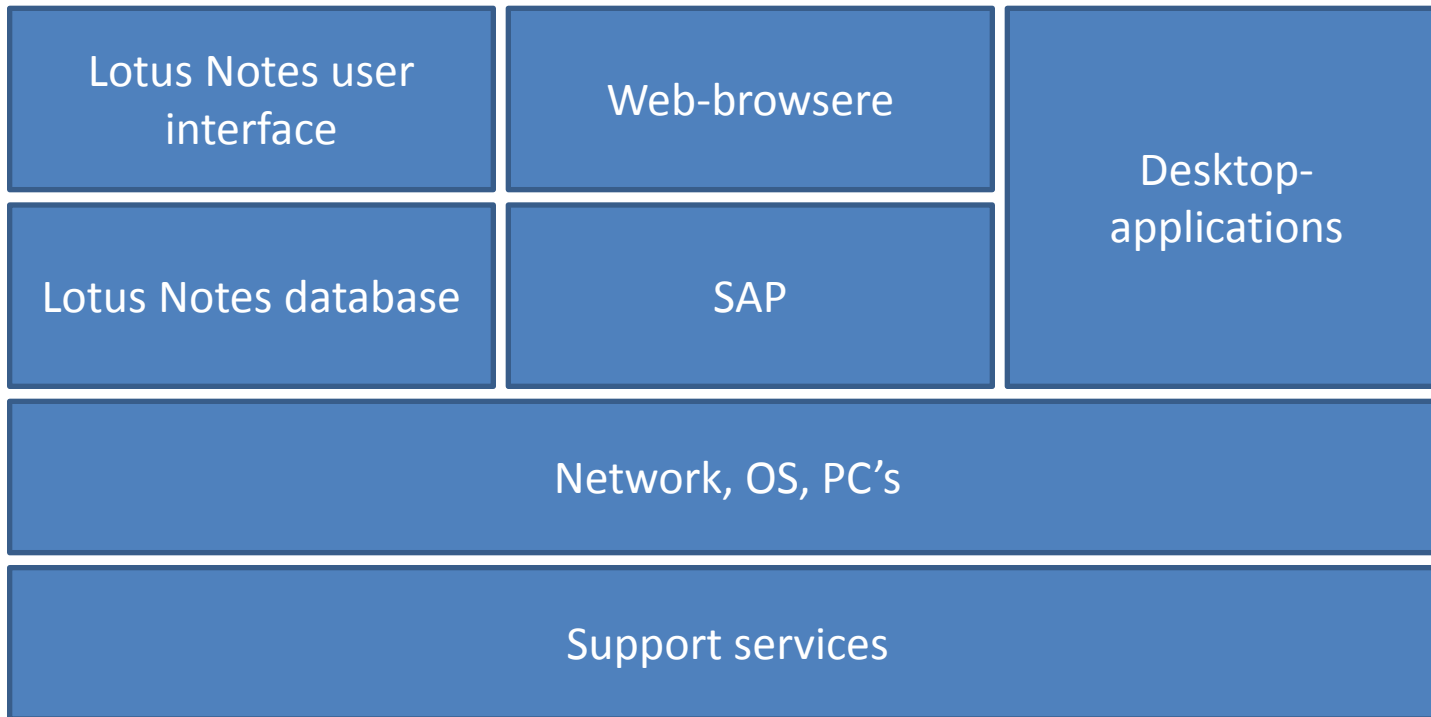 Lotus Notes user
interface
Web-browsere
Desktop-
applications
Lotus Notes database
SAP
Network, OS, PC’s
Support services